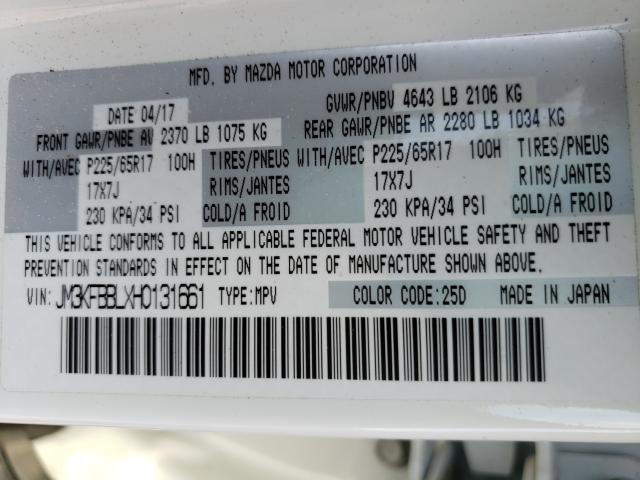 MFD. BY MAZDA MOTOR CORPORATION
DATE 04/17 GVWR/PNBV 4643 LB 2106 KG
FRONT GAWR/PNBE AV 2370 LB 1075 KG REAR GAWR/PNBE AR 2280 LB 1034 KG
WITH/AVEC P225/65R17 100H TIRES/PNEUS WITH/AVEC P225/65R17 100H TIRES/PNEUS
17X7J RIMS/JANTES 17X7J RIMS/JANTES
230 KPA/34 PSI COLD/A FROID 230 KPA/34 PSI COLD/A FROID
THIS VEHICLE CONFORMS TO ALL APPLICABLE FEDERAL MOTOR VEHICLE SAFETY AND THEFT
PREVENTION STANDARDS IN EFFECT ON THE DATE OF MANUFACTURE SHOWN ABOVE.
VIN: JM3KFBBLXH0131661 TYPE:MPV COLOR CODE:25D MADE IN JAPAN